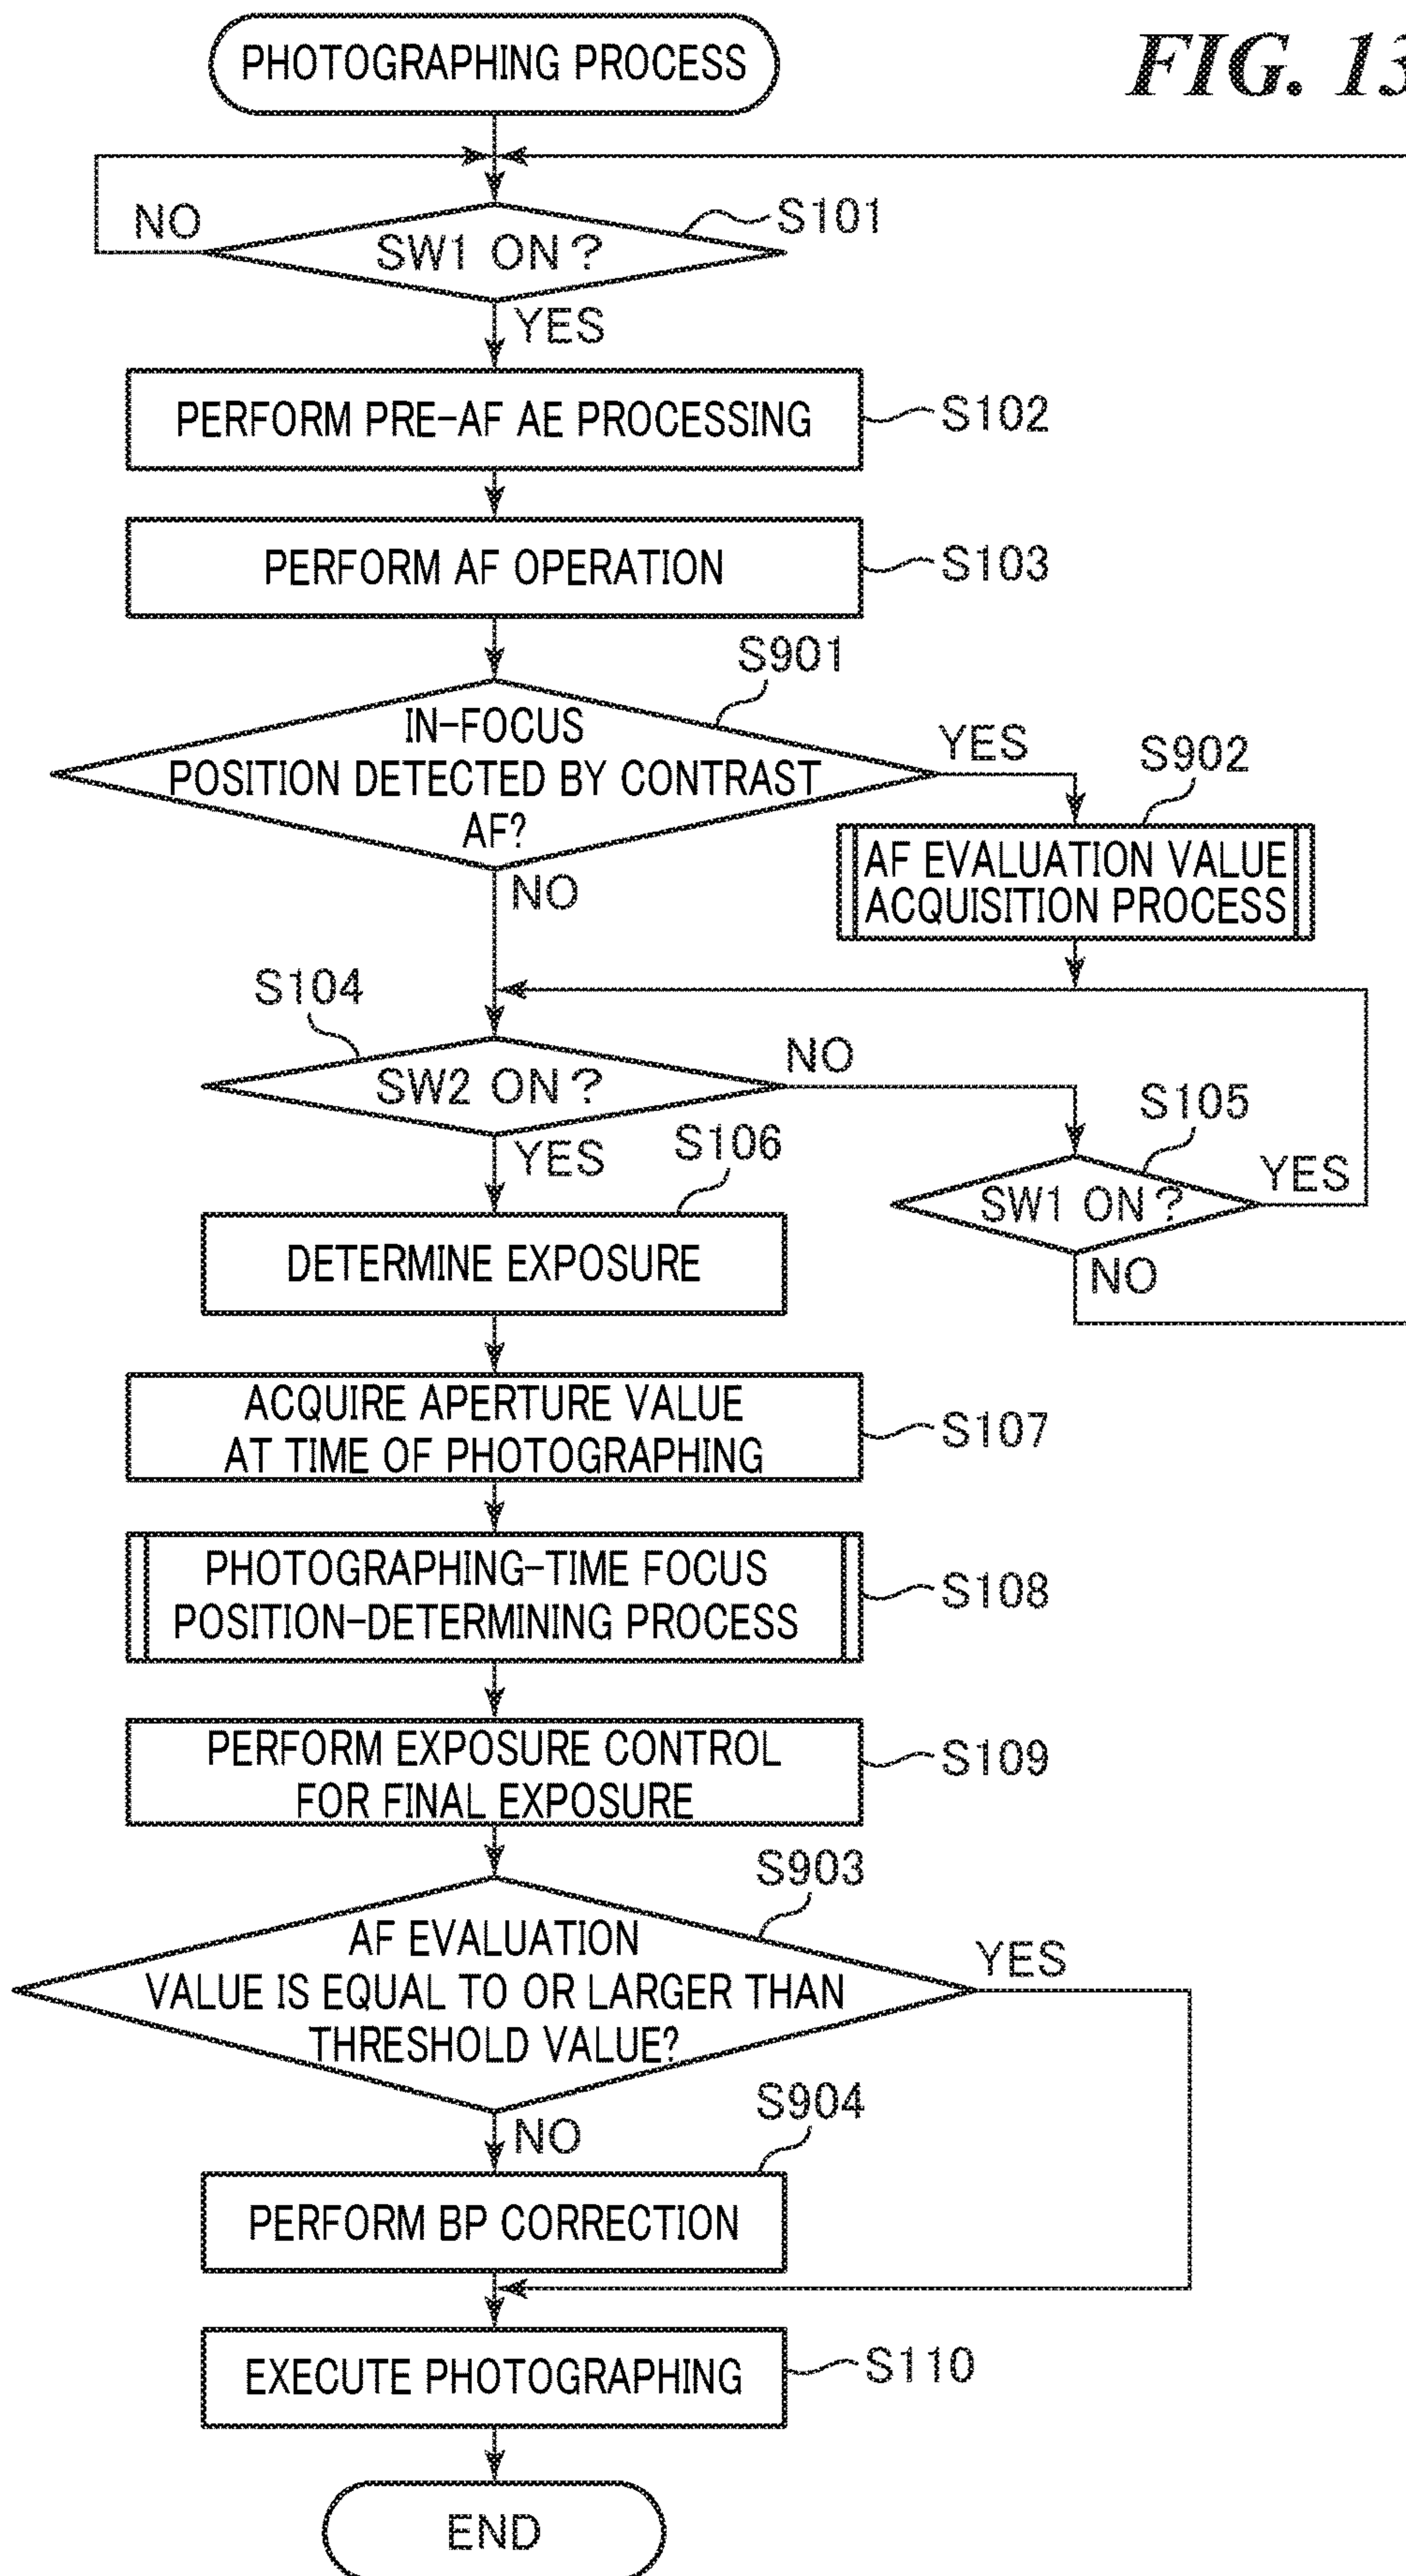 PHOTOGRAPHING PROCESS
FIG. 13
NO
SW1 ON?
S101
YES
PERFORM PRE-AF AE PROCESSING
S102
PERFORM AF OPERATION
S103
S901
IN-FOCUS
POSITION DETECTED BY CONTRAST
AF?
YES
S902
AF EVALUATION VALUE
ACQUISITION PROCESS
NO
S104
SW2 ON?
NO
S105
SW1 ON?
YES
NO
YES
S106
DETERMINE EXPOSURE
ACQUIRE APERTURE VALUE
AT TIME OF PHOTOGRAPHING
S107
PHOTOGRAPHING-TIME FOCUS
POSITION-DETERMINING PROCESS
S108
PERFORM EXPOSURE CONTROL
FOR FINAL EXPOSURE
S109
S903
AF EVALUATION
VALUE IS EQUAL TO OR LARGER THAN
THRESHOLD VALUE?
YES
NO
S904
PERFORM BP CORRECTION
EXECUTE PHOTOGRAPHING
S110
END